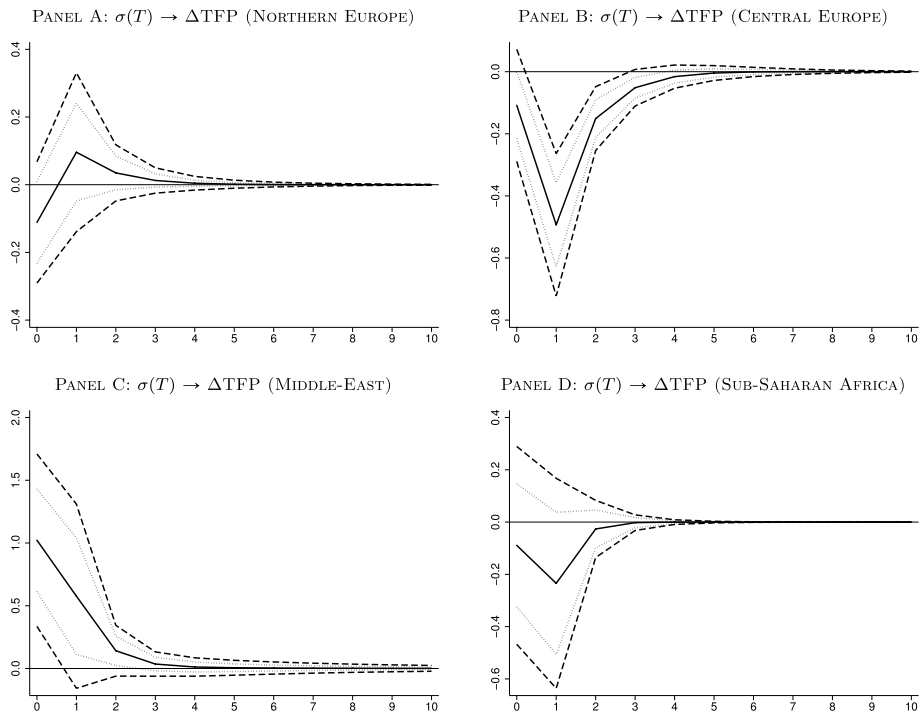 PANEL A: σ(T) → ΔTFP (NORTHERN EUROPE)
0.4
0.2
0.0
−0.2
−0.4
0 1 2 3 4 5 6 7 8 9 10
PANEL B: σ(T) → ΔTFP (CENTRAL EUROPE)
0.0
−0.2
−0.4
−0.6
−0.8
0 1 2 3 4 5 6 7 8 9 10
PANEL C: σ(T) → ΔTFP (MIDDLE-EAST)
2.0
1.5
1.0
0.5
0.0
0 1 2 3 4 5 6 7 8 9 10
PANEL D: σ(T) → ΔTFP (SUB-SAHARAN AFRICA)
0.4
0.2
0.0
−0.2
−0.4
−0.6
0 1 2 3 4 5 6 7 8 9 10